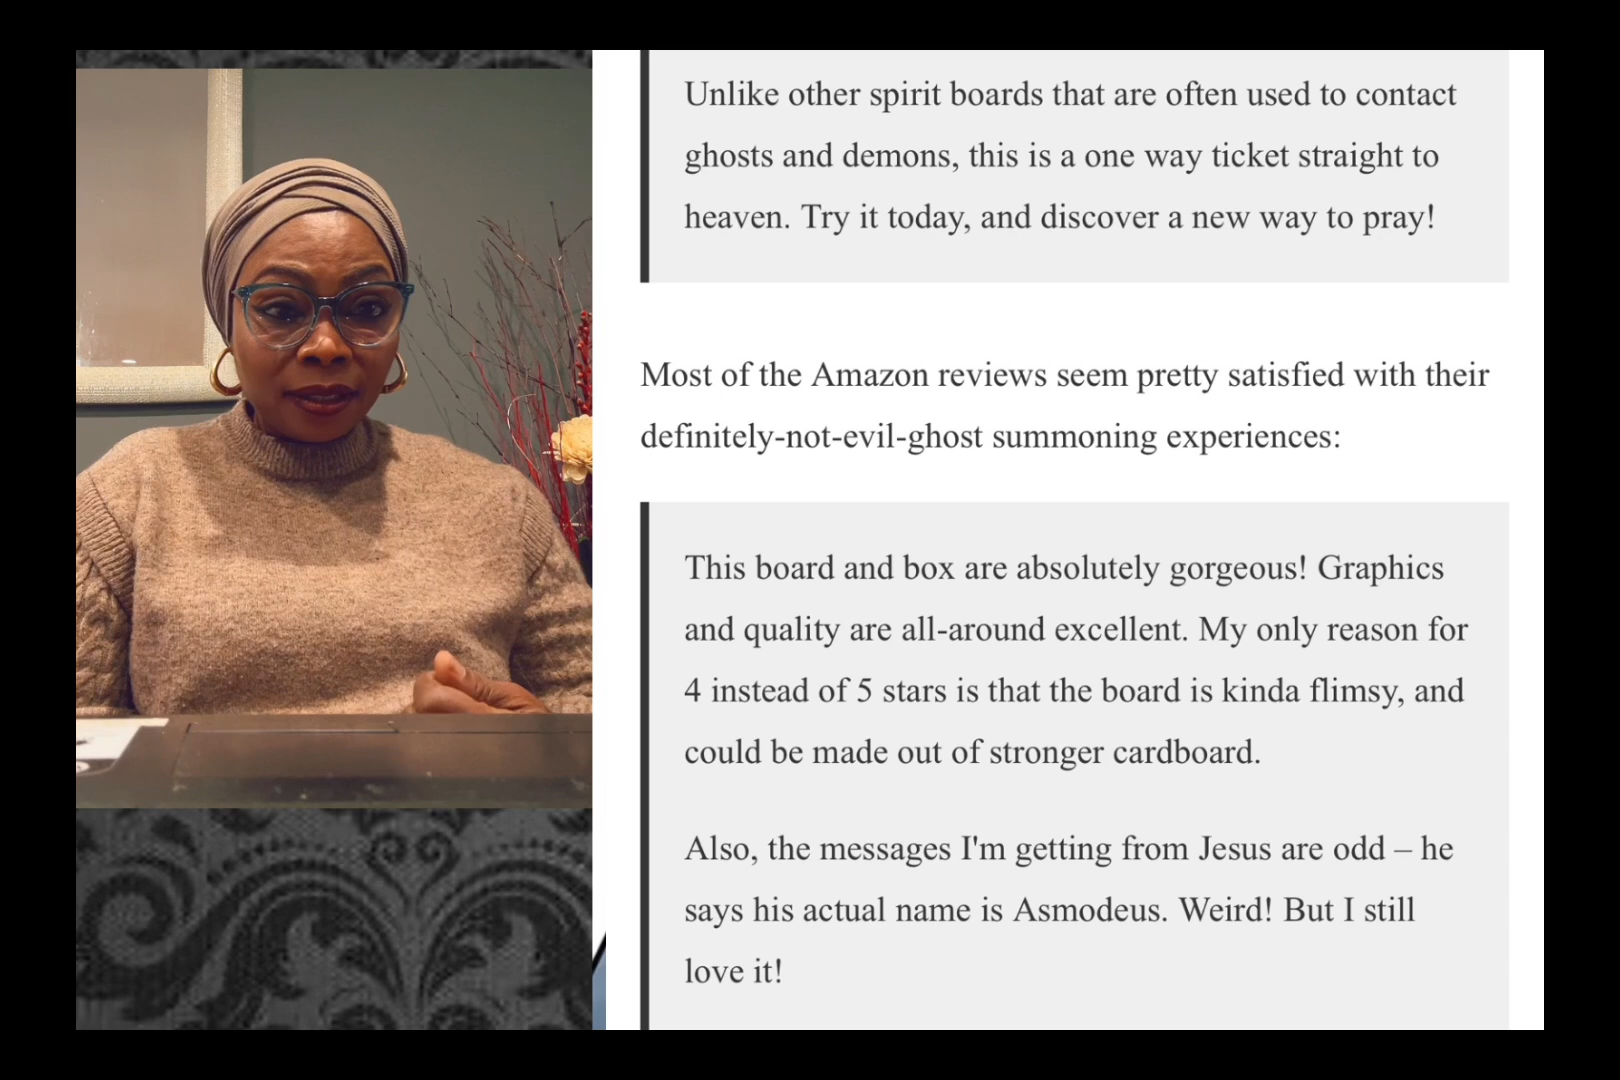 Unlike other spirit boards that are often used to contact
ghosts and demons, this is a one way ticket straight to
heaven. Try it today, and discover a new way to pray!
Most of the Amazon reviews seem pretty satisfied with their
definitely-not-evil-ghost summoning experiences:
This board and box are absolutely gorgeous! Graphics
and quality are all-around excellent. My only reason for
4 instead of 5 stars is that the board is kinda flimsy, and
could be made out of stronger cardboard.
Also, the messages I'm getting from Jesus are odd – he
says his actual name is Asmodeus. Weird! But I still
love it!